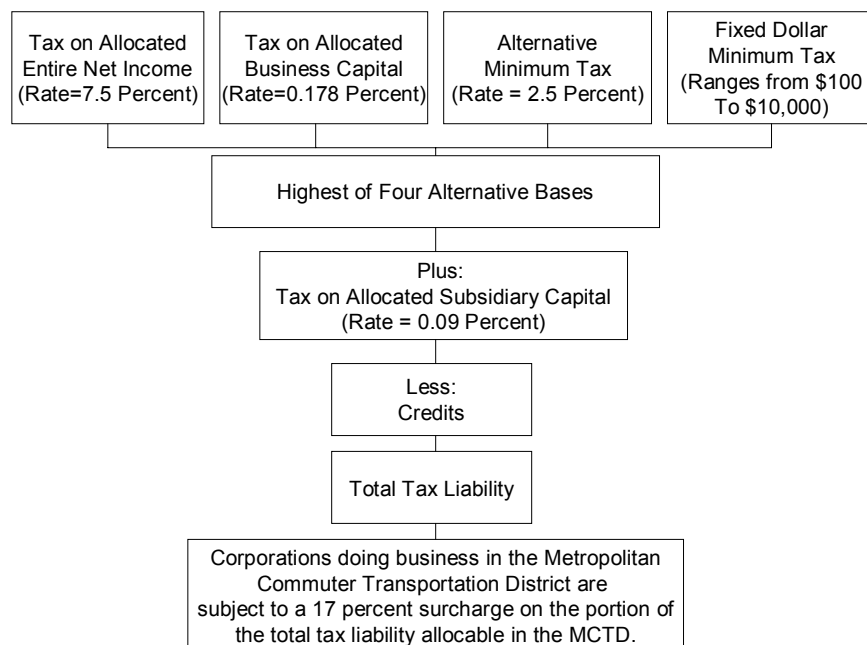 Tax on Allocated
Entire Net Income
(Rate=7.5 Percent)
Tax on Allocated
Business Capital
(Rate=0.178 Percent)
Alternative
Minimum Tax
(Rate = 2.5 Percent)
Fixed Dollar
Minimum Tax
(Ranges from $100
To $10,000)
Highest of Four Alternative Bases
Plus:
Tax on Allocated Subsidiary Capital
(Rate = 0.09 Percent)
Less:
Credits
Total Tax Liability
Corporations doing business in the Metropolitan
Commuter Transportation District are
subject to a 17 percent surcharge on the portion of
the total tax liability allocable in the MCTD.